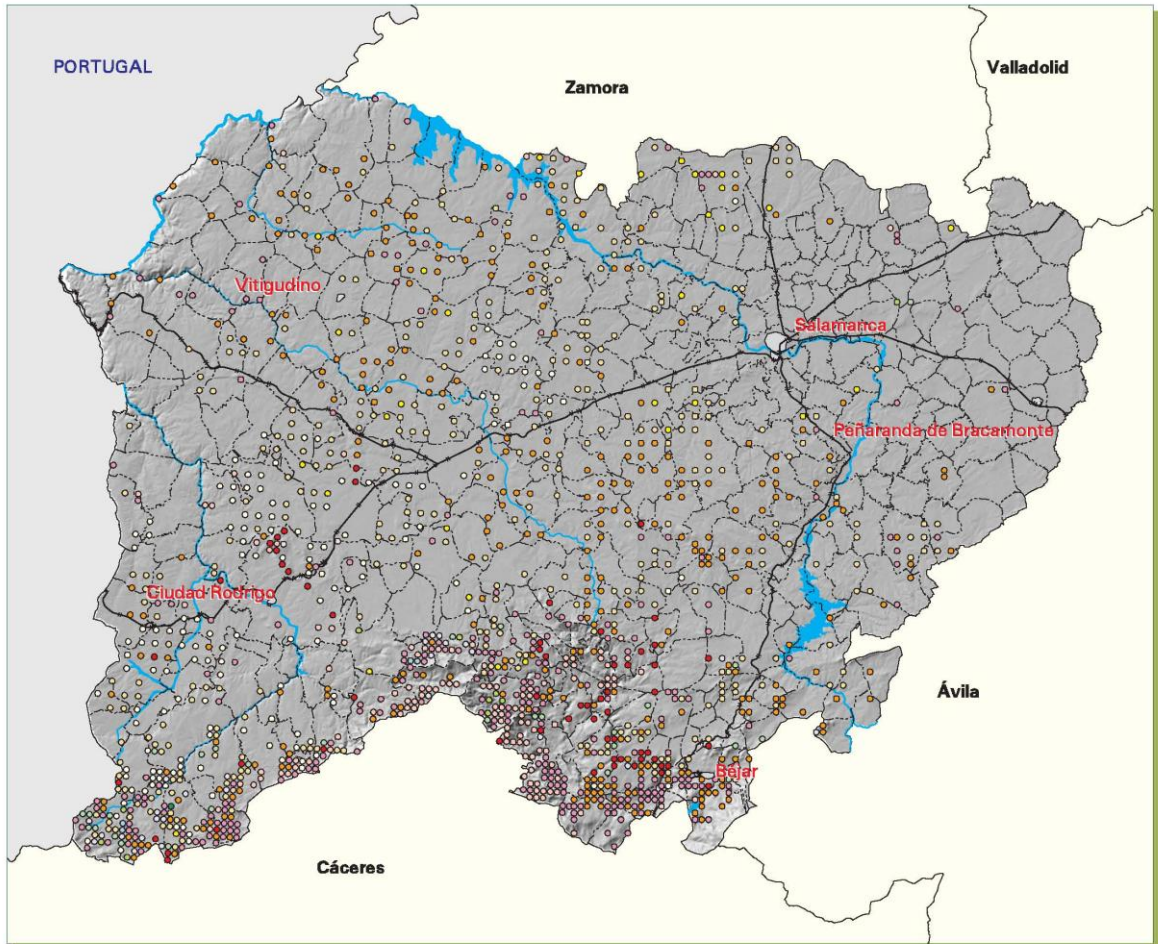 PORTUGAL
Valladolid
Zamora
Vitigudino
Salamanca
Peñaranda de Bracamonte
Ciudad Rodrigo
Ávila
Béjar
Cáceres